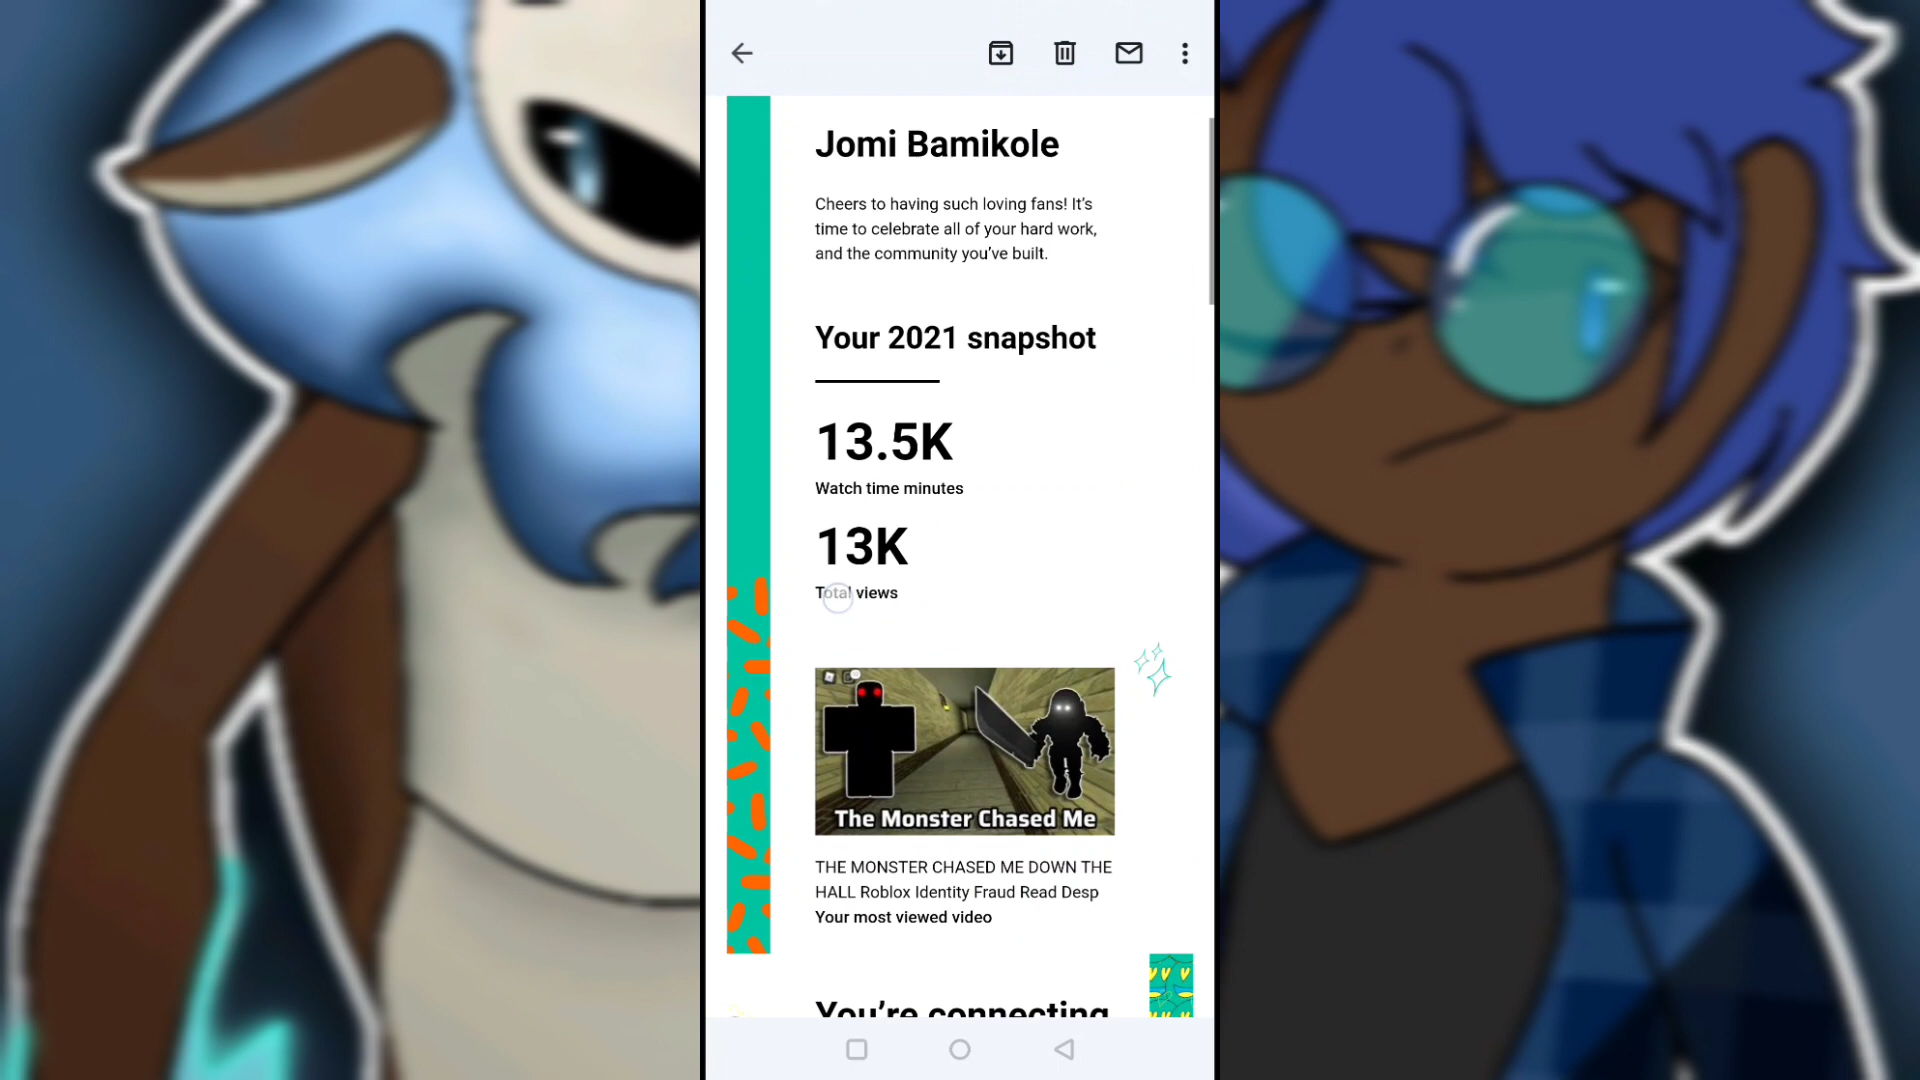 Jomi Bamikole
Cheers to having such loving fans! It's
time to celebrate all of your hard work,
and the community you've built.
Your 2021 snapshot
13.5K
Watch time minutes
13K
Total views
The Monster Chased Me
THE MONSTER CHASED ME DOWN THE
HALL Roblox Identity Fraud Read Desp
Your most viewed video
You're connecting